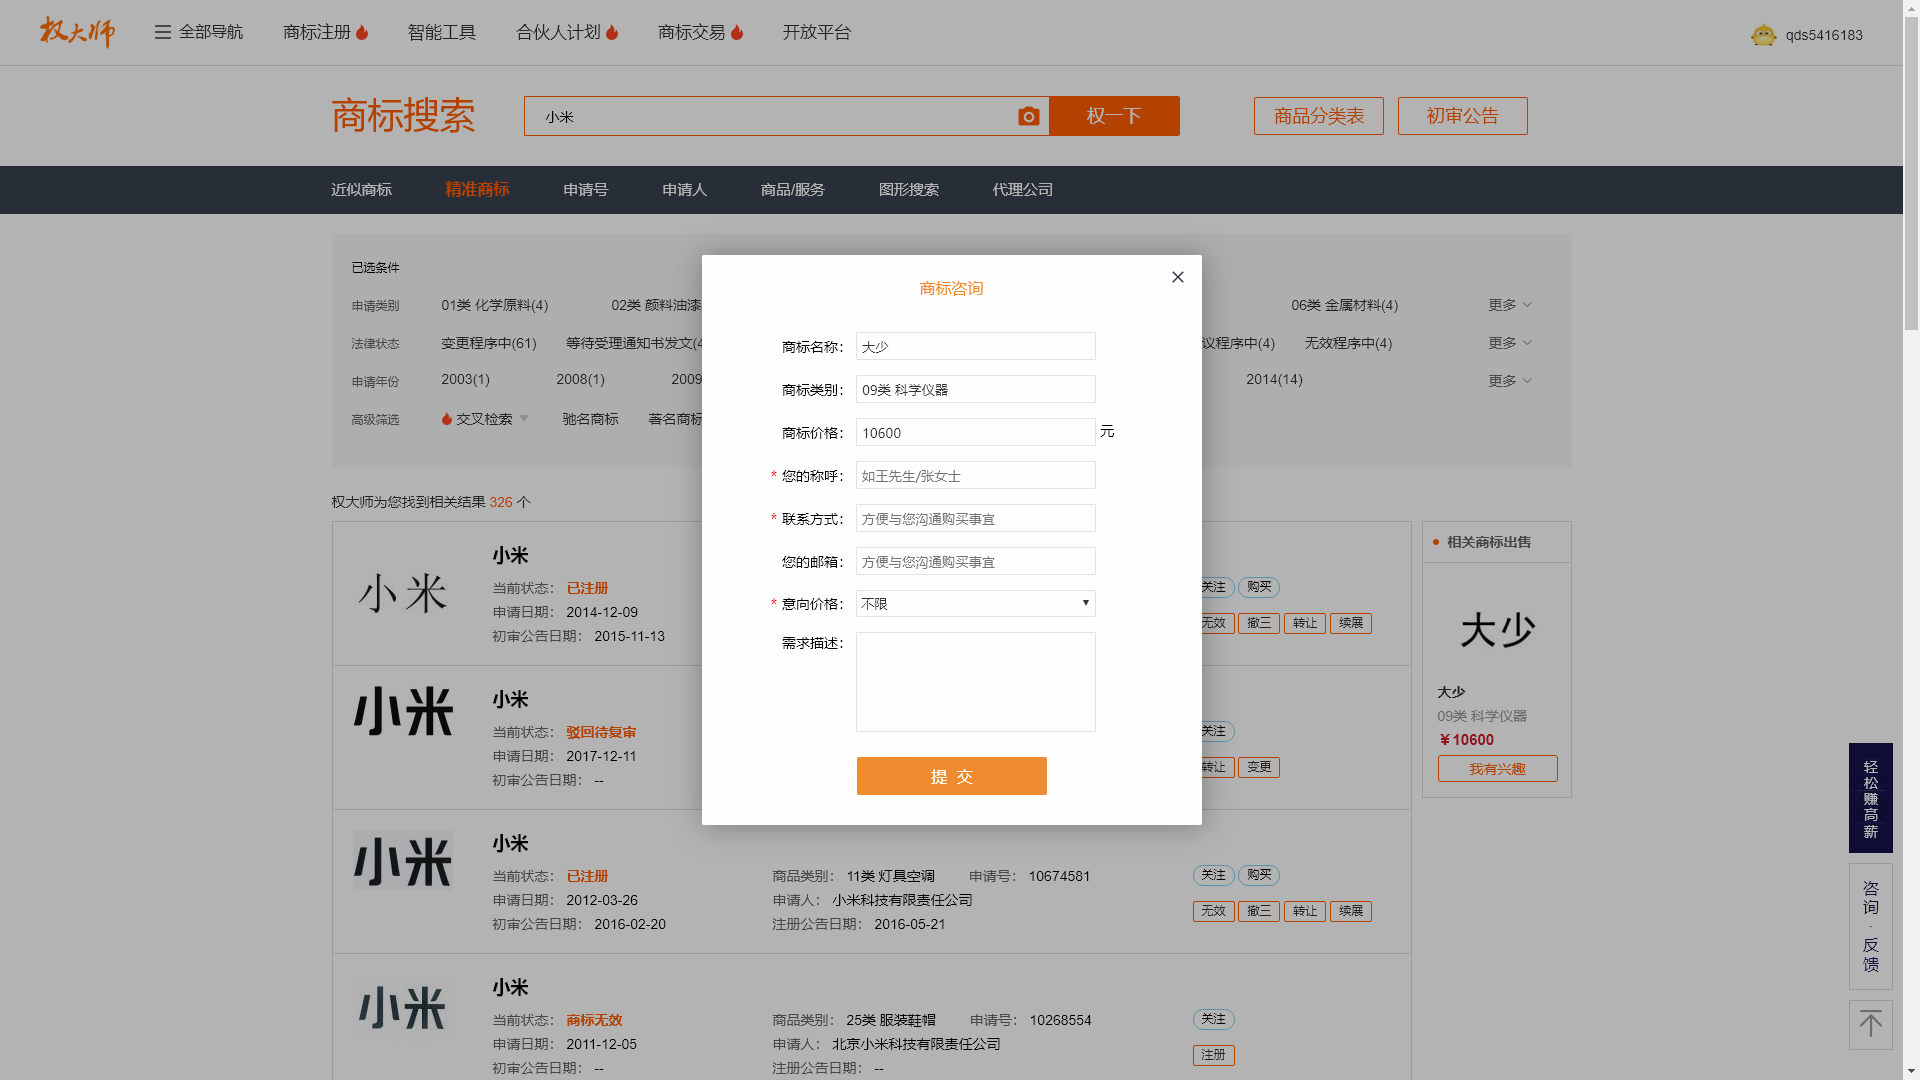 权大师 全部导航 商标注册 智能工具 合伙人计划 商标交易 开放平台 qds5416183
商标搜索 小米 权一下 商品分类表 初审公告
近似商标 精准商标 申请号 申请人 商品/服务 图形搜索 代理公司
已选条件
申请类别 01类 化学原料(4) 02类 颜料油漆 06类 金属材料(4) 更多
法律状态 变更程序中(61) 等待受理通知书发文(4 议程序中(4) 无效程序中(4) 更多
申请年份 2003(1) 2008(1) 2009 2014(14) 更多
高级筛选 交叉检索 驰名商标 著名商标
权大师为您找到相关结果 326 个
商标咨询
商标名称： 大少
商标类别： 09类 科学仪器
商标价格： 10600 元
* 您的称呼： 如王先生/张女士
* 联系方式： 方便与您沟通购买事宜
您的邮箱： 方便与您沟通购买事宜
* 意向价格： 不限
需求描述：
提 交
小米
小米
当前状态： 已注册
申请日期： 2014-12-09
初审公告日期： 2015-11-13
关注 购买
无效 撤三 转让 续展
小米
小米
当前状态： 驳回待复审
申请日期： 2017-12-11
初审公告日期： --
关注
转让 变更
小米
小米
当前状态： 已注册 商品类别： 11类 灯具空调 申请号： 10674581
申请日期： 2012-03-26 申请人： 小米科技有限责任公司
初审公告日期： 2016-02-20 注册公告日期： 2016-05-21
关注 购买
无效 撤三 转让 续展
小米
小米
当前状态： 商标无效 商品类别： 25类 服装鞋帽 申请号： 10268554
申请日期： 2011-12-05 申请人： 北京小米科技有限责任公司
初审公告日期： -- 注册公告日期： --
关注
注册
相关商标出售
大少
大少
09类 科学仪器
¥10600
我有兴趣
轻松赚高薪
咨询·反馈